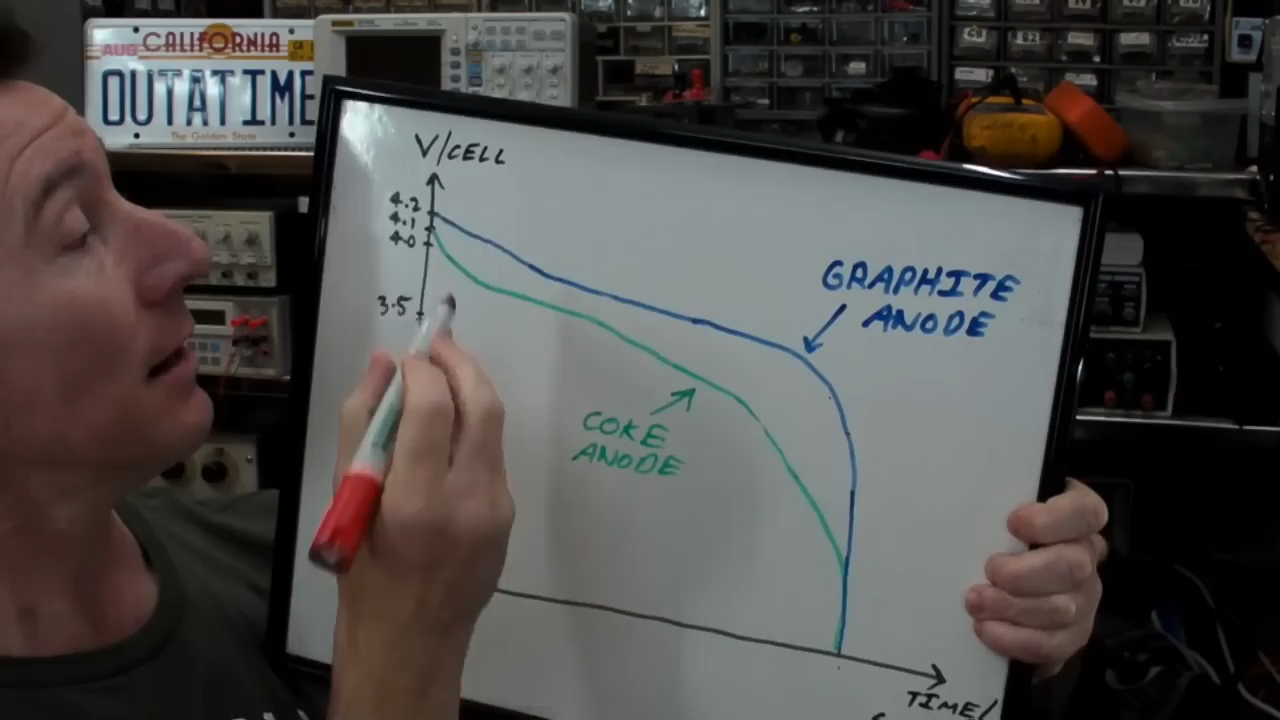 AUG CALIFORNIA
OUTATIME
The Golden State
V/CELL
4.2
4.1
4.0
3.5
GRAPHITE
ANODE
COKE
ANODE
TIME/